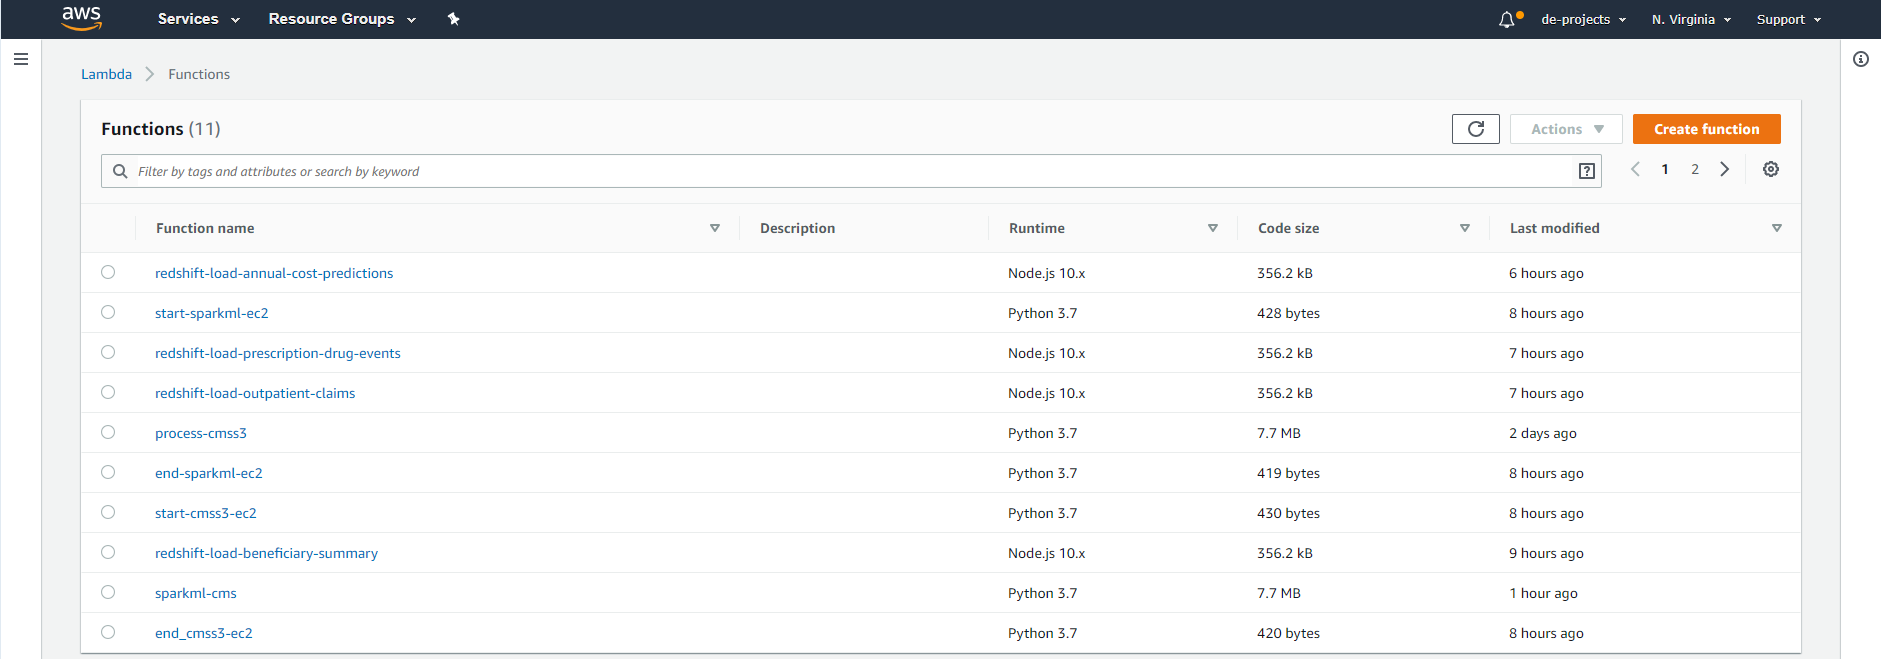 aws Services Resource Groups de-projects N. Virginia Support
Lambda Functions
Functions (11) Actions Create function
Filter by tags and attributes or search by keyword ? 1 2
Function name Description Runtime Code size Last modified
redshift-load-annual-cost-predictions Node.js 10.x 356.2 kB 6 hours ago
start-sparkml-ec2 Python 3.7 428 bytes 8 hours ago
redshift-load-prescription-drug-events Node.js 10.x 356.2 kB 7 hours ago
redshift-load-outpatient-claims Node.js 10.x 356.2 kB 7 hours ago
process-cmss3 Python 3.7 7.7 MB 2 days ago
end-sparkml-ec2 Python 3.7 419 bytes 8 hours ago
start-cmss3-ec2 Python 3.7 430 bytes 8 hours ago
redshift-load-beneficiary-summary Node.js 10.x 356.2 kB 9 hours ago
sparkml-cms Python 3.7 7.7 MB 1 hour ago
end_cmss3-ec2 Python 3.7 420 bytes 8 hours ago